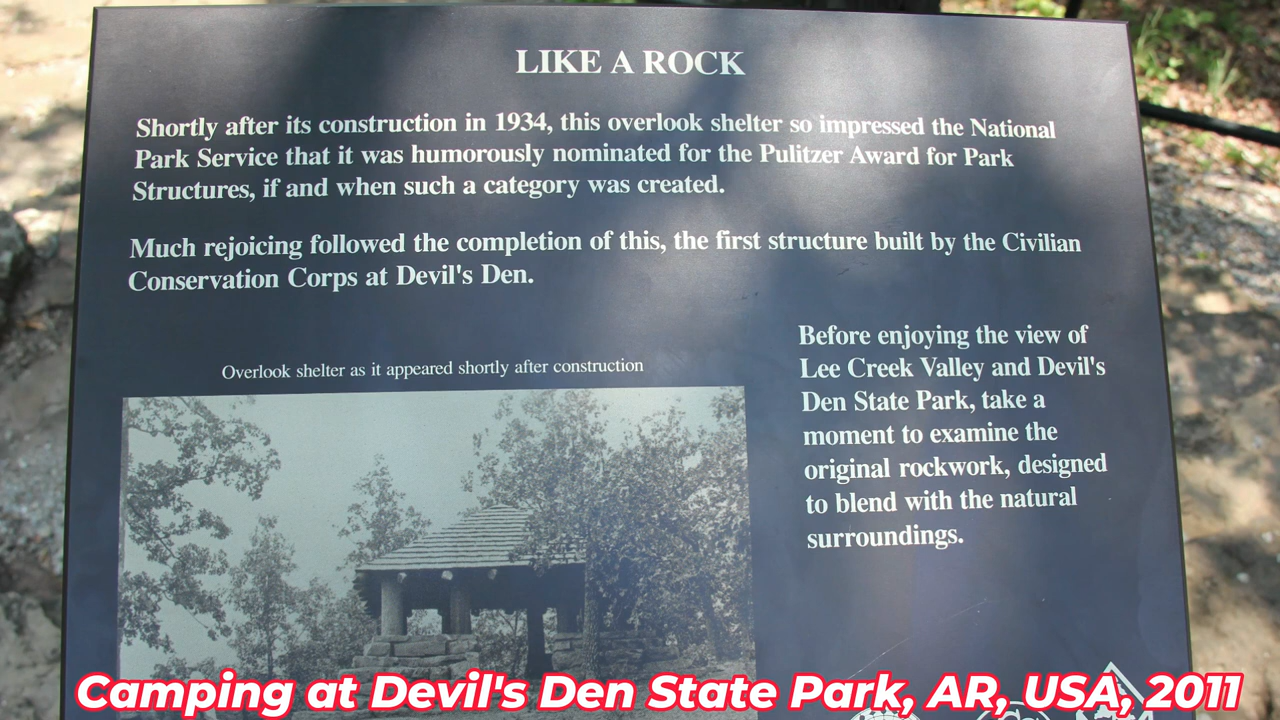 LIKE A ROCK
Shortly after its construction in 1934, this overlook shelter so impressed the National
Park Service that it was humorously nominated for the Pulitzer Award for Park
Structures, if and when such a category was created.
Much rejoicing followed the completion of this, the first structure built by the Civilian
Conservation Corps at Devil's Den.
Overlook shelter as it appeared shortly after construction
Before enjoying the view of
Lee Creek Valley and Devil's
Den State Park, take a
moment to examine the
original rockwork, designed
to blend with the natural
surroundings.
Camping at Devil's Den State Park, AR, USA, 2011